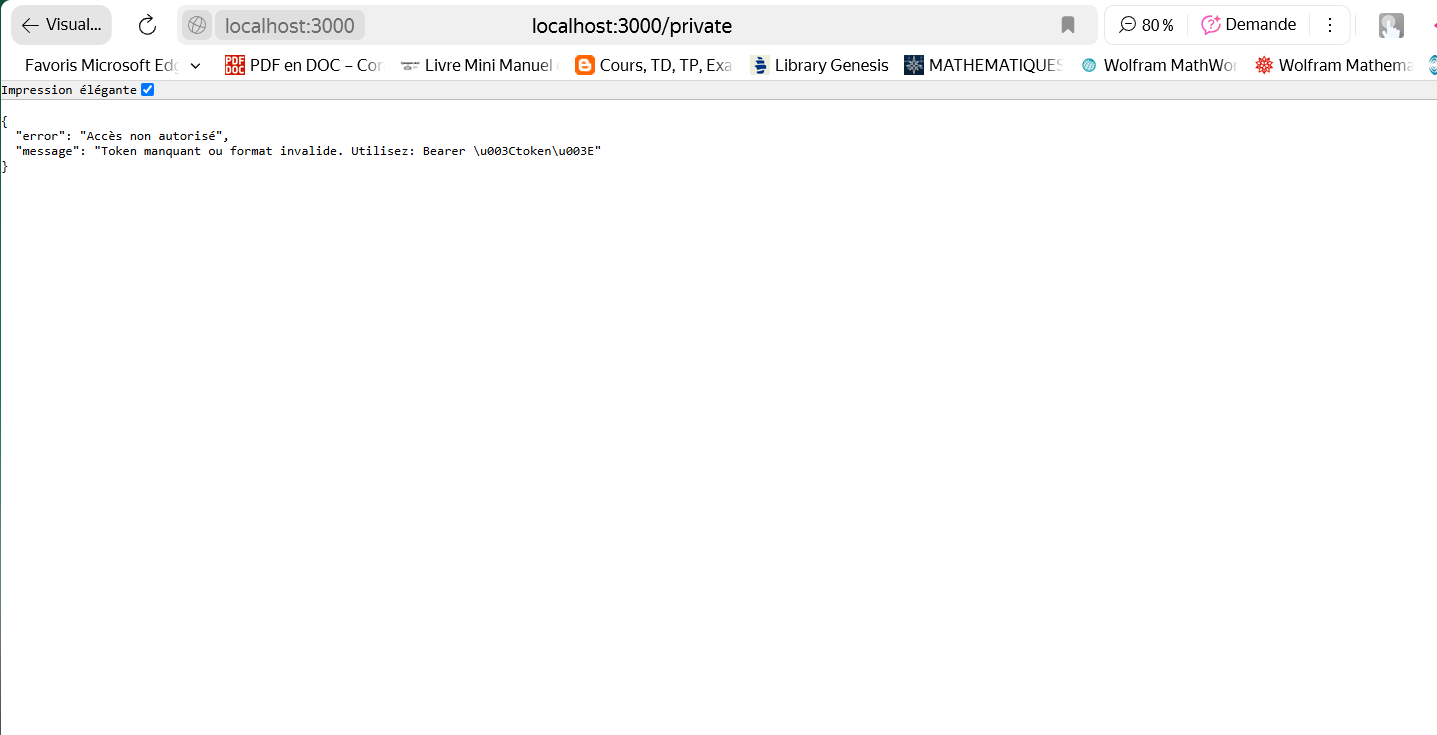 Visual...
localhost:3000
localhost:3000/private
80 %
Demande
Favoris Microsoft Edg
PDF en DOC – Con
Livre Mini Manuel
Cours, TD, TP, Exa
Library Genesis
MATHEMATIQUES
Wolfram MathWor
Wolfram Mathema
Impression élégante
{
"error": "Accès non autorisé",
"message": "Token manquant ou format invalide. Utilisez: Bearer \u003Ctoken\u003E"
}